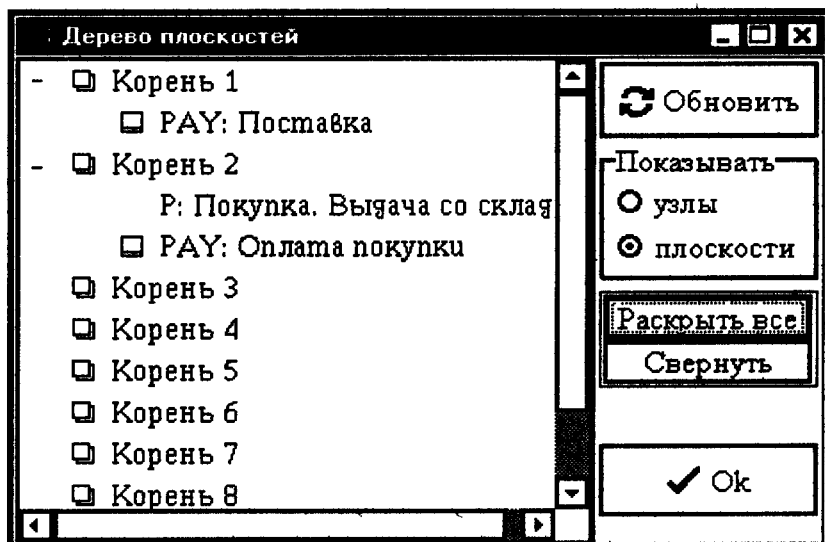 Дерево плоскостей
- Корень 1
PAY: Поставка
- Корень 2
P: Покупка. Выдача со склад
PAY: Оплата покупки
Корень 3
Корень 4
Корень 5
Корень 6
Корень 7
Корень 8
Обновить
Показывать
узлы
плоскости
Раскрыть все
Свернуть
Ok